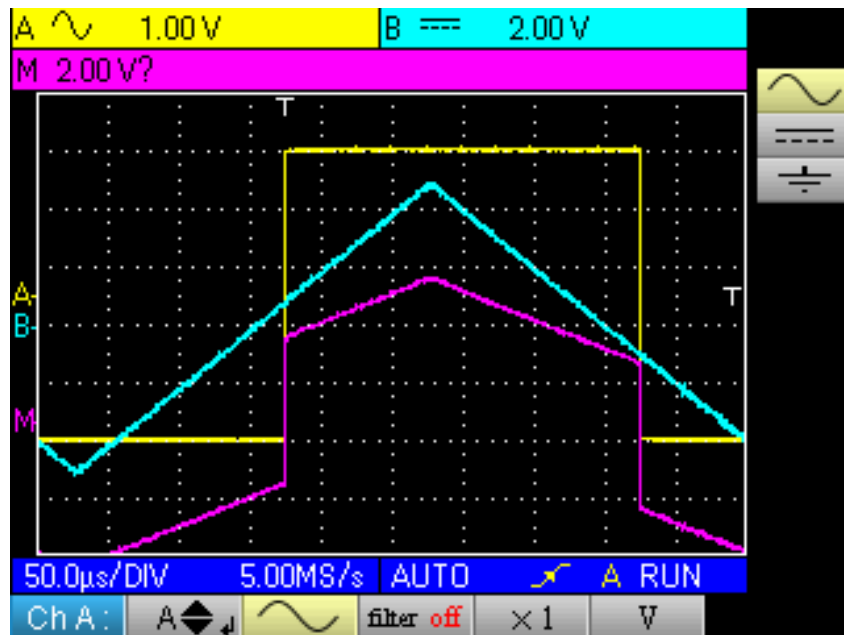 A 1.00 V B 2.00 V
M 2.00 V?
T
A
T
B
M
50.0µs/DIV 5.00MS/s AUTO A RUN
Ch A: A filter off ×1 V